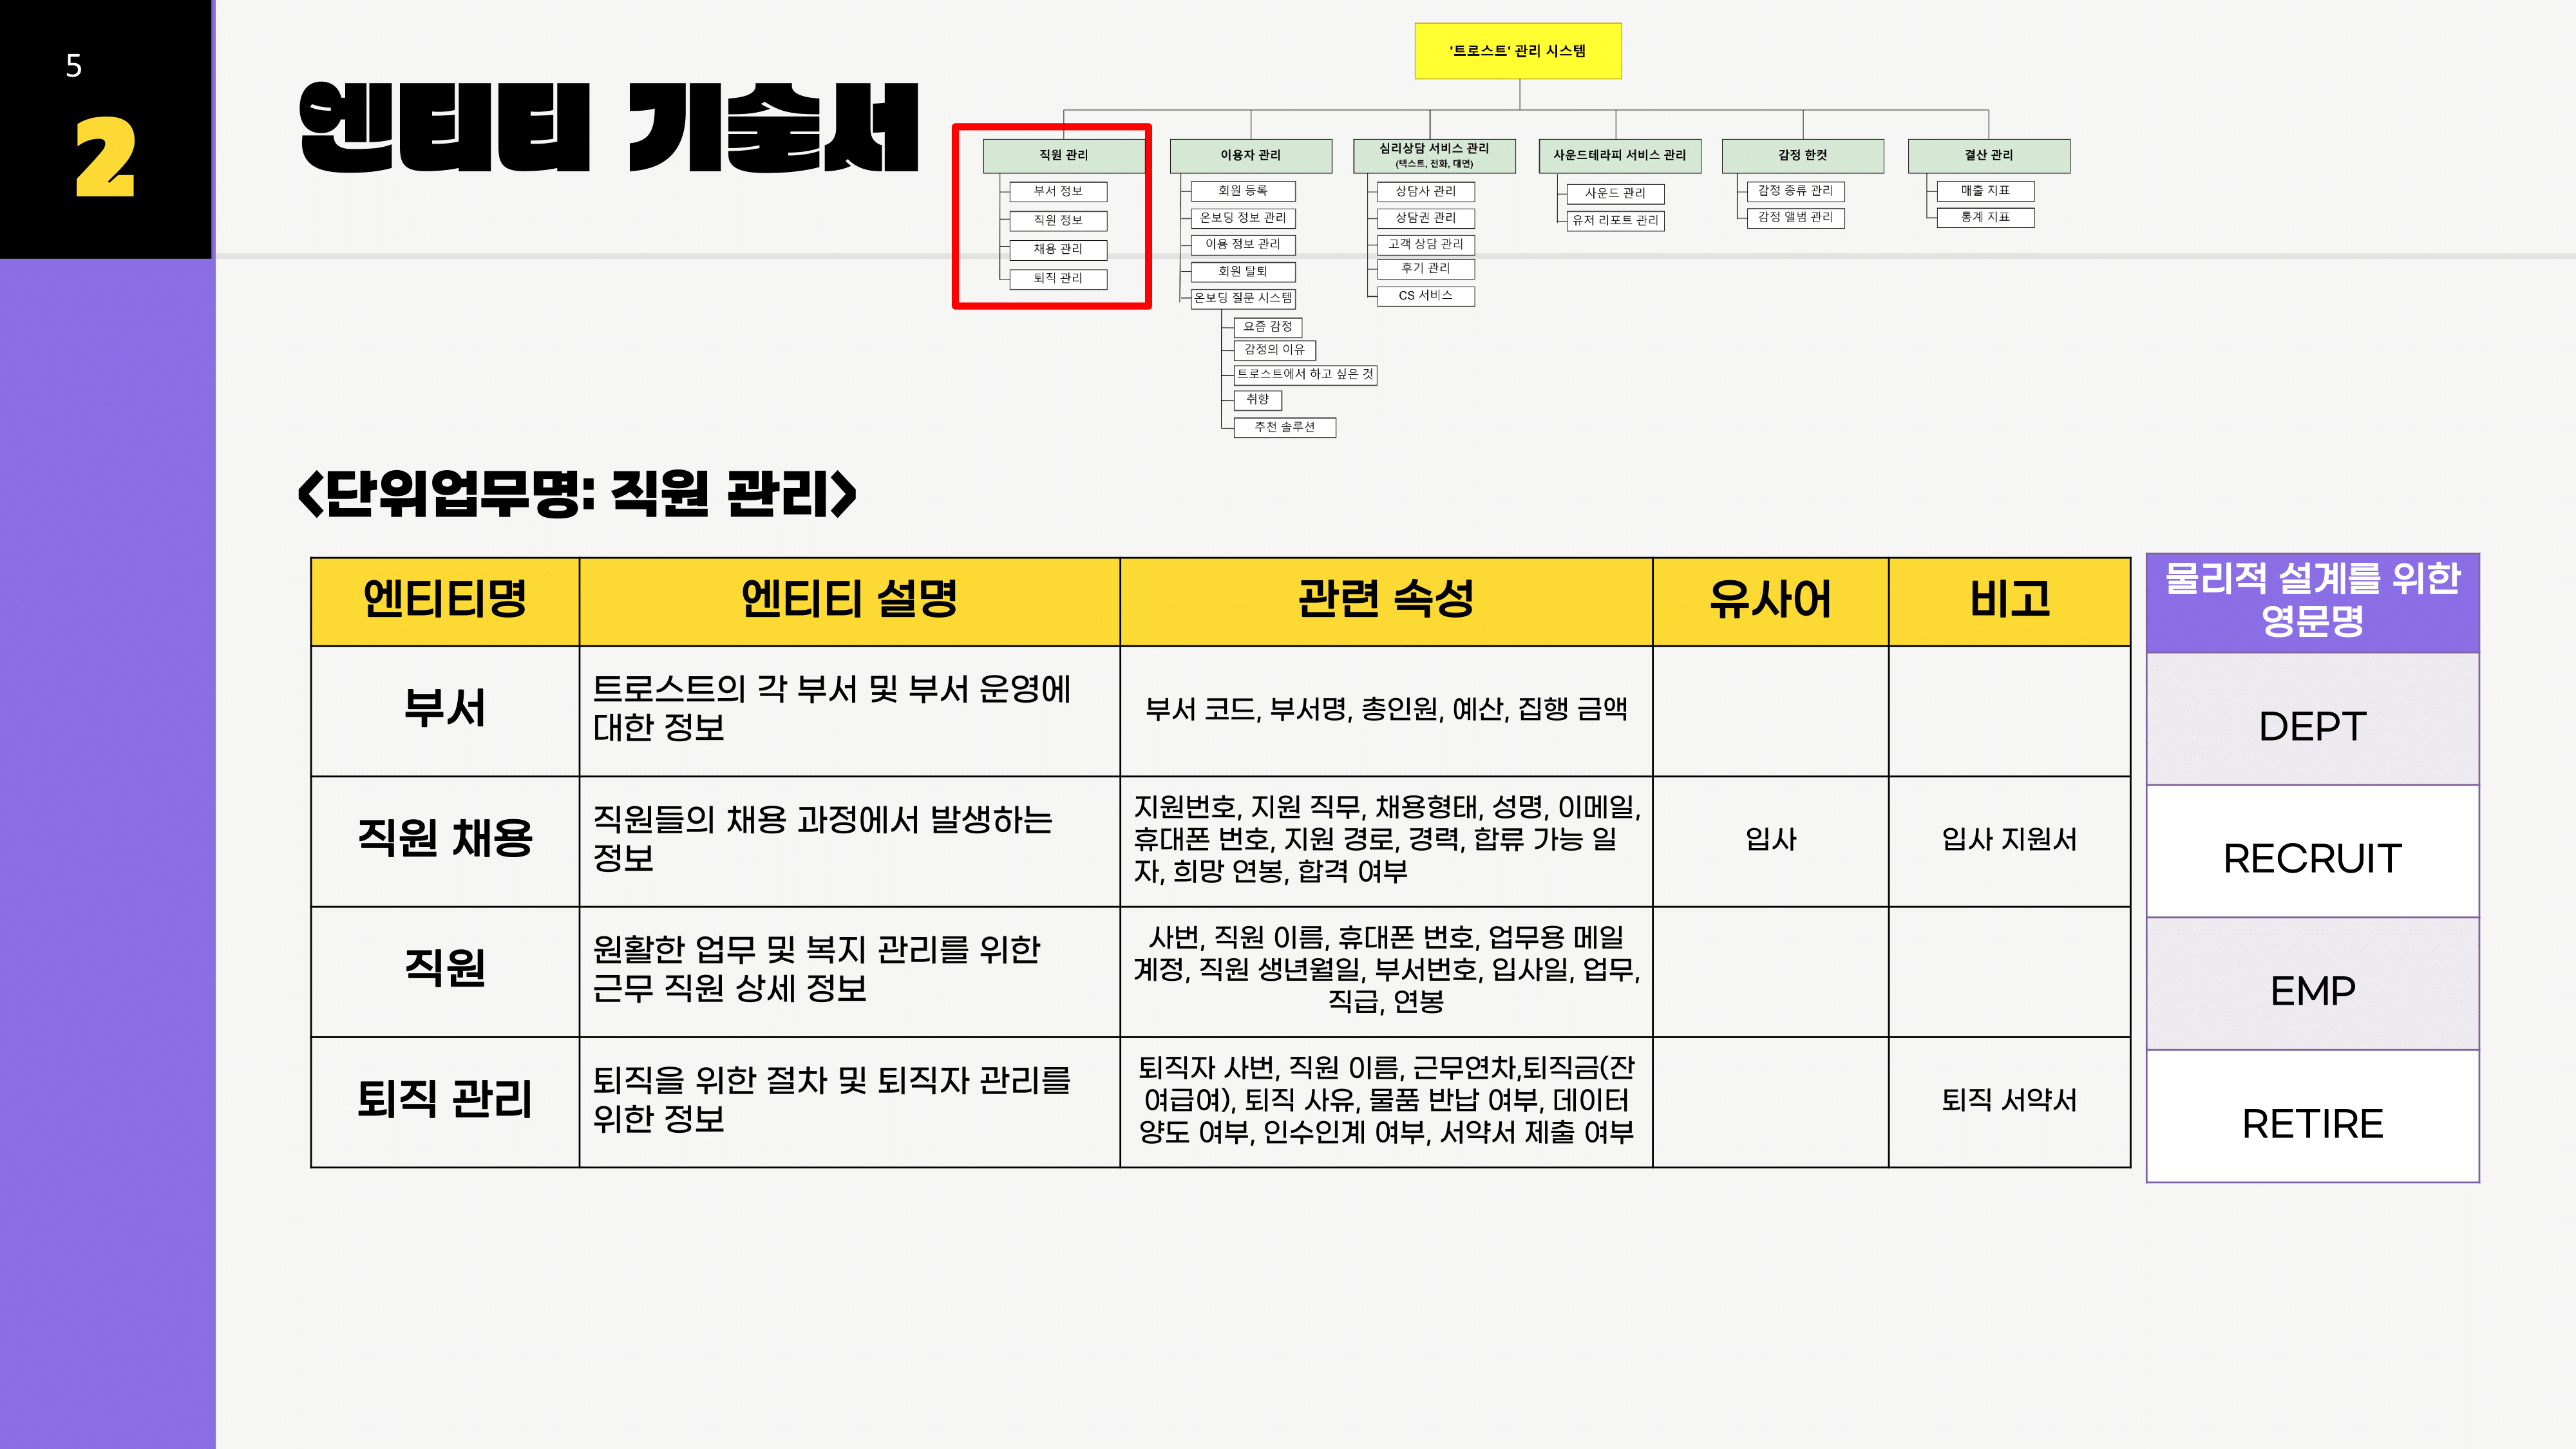 5
2
엔티티 기술서
'트로스트' 관리 시스템
직원 관리
부서 정보
직원 정보
채용 관리
퇴직 관리
이용자 관리
회원 등록
온보딩 정보 관리
이용 정보 관리
회원 탈퇴
온보딩 질문 시스템
요즘 감정
감정의 이유
트로스트에서 하고 싶은 것
취향
추천 솔루션
심리상담 서비스 관리
(텍스트, 전화, 대면)
상담사 관리
상담권 관리
고객 상담 관리
후기 관리
CS 서비스
사운드테라피 서비스 관리
사운드 관리
유저 리포트 관리
감정 한컷
감정 종류 관리
감정 앨범 관리
결산 관리
매출 지표
통계 지표
<단위업무명: 직원 관리>
엔티티명
엔티티 설명
관련 속성
유사어
비고
물리적 설계를 위한
영문명
부서
트로스트의 각 부서 및 부서 운영에
대한 정보
부서 코드, 부서명, 총인원, 예산, 집행 금액
DEPT
직원 채용
직원들의 채용 과정에서 발생하는
정보
지원번호, 지원 직무, 채용형태, 성명, 이메일,
휴대폰 번호, 지원 경로, 경력, 합류 가능 일
자, 희망 연봉, 합격 여부
입사
입사 지원서
RECRUIT
직원
원활한 업무 및 복지 관리를 위한
근무 직원 상세 정보
사번, 직원 이름, 휴대폰 번호, 업무용 메일
계정, 직원 생년월일, 부서번호, 입사일, 업무,
직급, 연봉
EMP
퇴직 관리
퇴직을 위한 절차 및 퇴직자 관리를
위한 정보
퇴직자 사번, 직원 이름, 근무연차,퇴직금(잔
여급여), 퇴직 사유, 물품 반납 여부, 데이터
양도 여부, 인수인계 여부, 서약서 제출 여부
퇴직 서약서
RETIRE